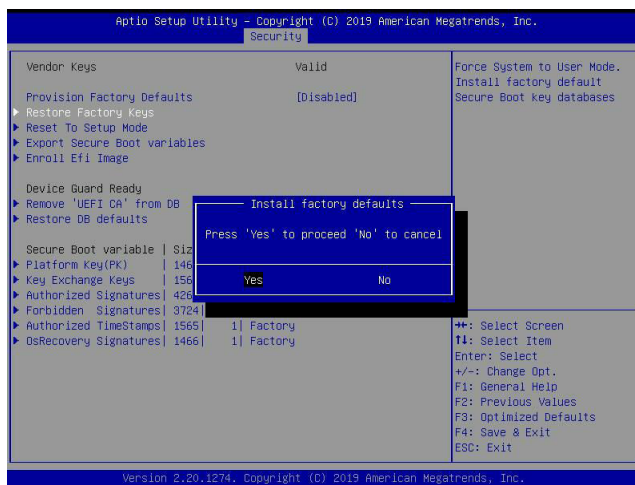 Aptio Setup Utility – Copyright (C) 2019 American Megatrends, Inc.
Security
Vendor Keys Valid
Provision Factory Defaults [Disabled]
Restore Factory Keys
Reset To Setup Mode
Export Secure Boot variables
Enroll Efi Image
Device Guard Ready
Remove 'UEFI CA' from DB
Restore DB defaults
Secure Boot variable | Siz
Platform Key(PK) | 146
Key Exchange Keys | 156
Authorized Signatures| 426
Forbidden Signatures| 3724|
Authorized TimeStamps| 1565| 1| Factory
OsRecovery Signatures| 1466| 1| Factory
Install factory defaults
Press 'Yes' to proceed 'No' to cancel
Yes No
Force System to User Mode.
Install factory default
Secure Boot key databases
→←: Select Screen
↑↓: Select Item
Enter: Select
+/-: Change Opt.
F1: General Help
F2: Previous Values
F3: Optimized Defaults
F4: Save & Exit
ESC: Exit
Version 2.20.1274. Copyright (C) 2019 American Megatrends, Inc.